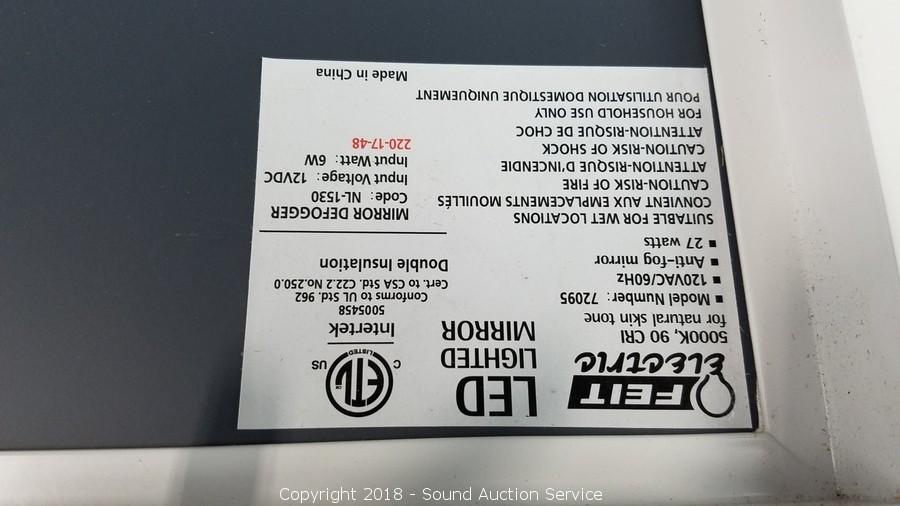 FEIT
ELECTRIC
LED
LIGHTED
MIRROR
5000K, 90 CRI
for natural skin tone
▪ Model Number: 72095
▪ 120VAC/60Hz
▪ Anti-fog mirror
▪ 27 watts
C ETL US
CM
LISTED
Intertek
5005458
Conforms to UL Std. 962
Cert. to CSA Std. C22.2 No.250.0
Double Insulation
SUITABLE FOR WET LOCATIONS
CONVIENT AUX EMPLACEMENTS MOUILLÉS
CAUTION-RISK OF FIRE
ATTENTION-RISQUE D'INCENDIE
CAUTION-RISK OF SHOCK
ATTENTION-RISQUE DE CHOC
FOR HOUSEHOLD USE ONLY
POUR UTILISATION DOMESTIQUE UNIQUEMENT
MIRROR DEFOGGER
Code: NL-1530
Input Voltage: 12VDC
Input Watt: 6W
220-17-48
Made in China
Copyright 2018 - Sound Auction Service